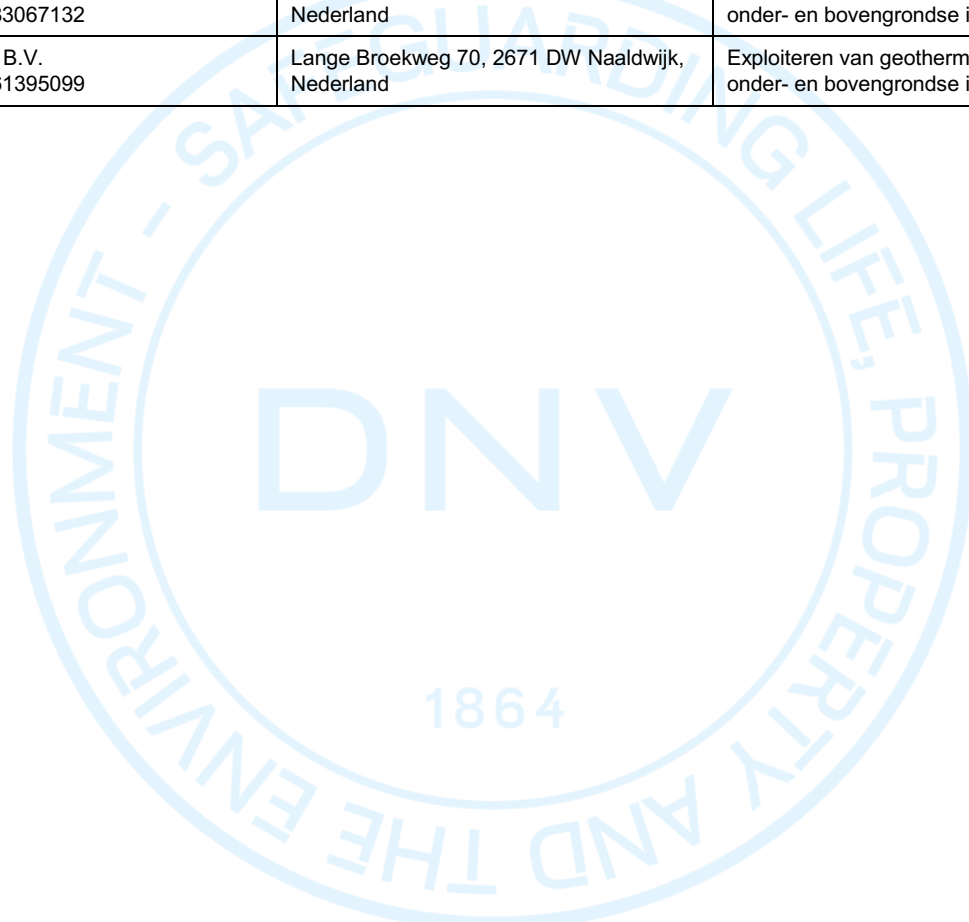 33067132 Nederland onder- en bovengrondse i
B.V. Lange Broekweg 70, 2671 DW Naaldwijk, Exploiteren van geotherm
61395099 Nederland onder- en bovengrondse i
SAFEGUARDING LIFE, PROPERTY AND THE ENVIRONMENT -
DNV
1864